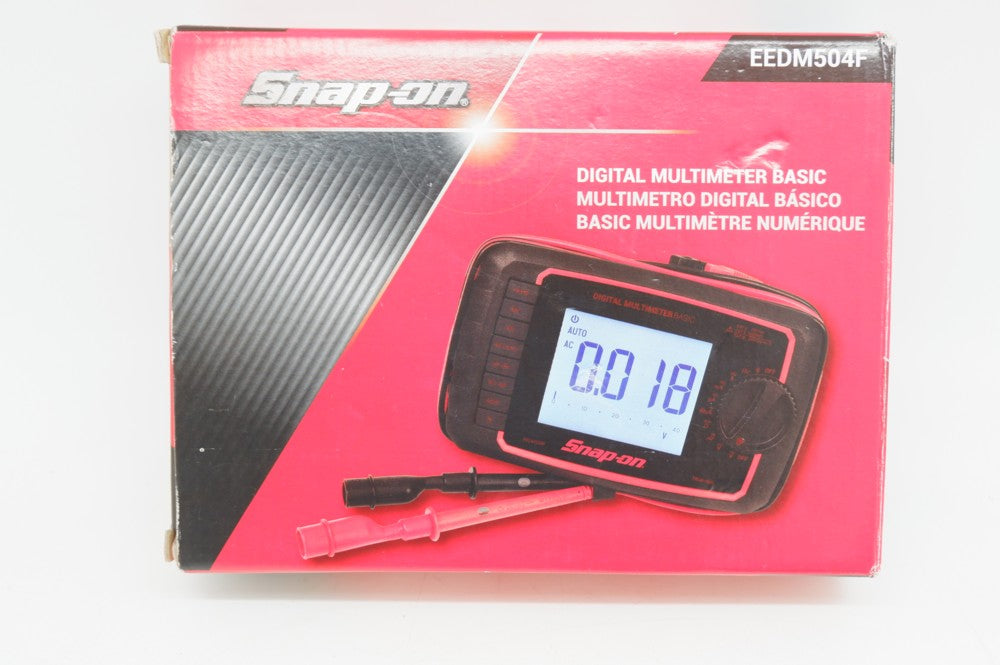 EEDM504F
Snap-on®
DIGITAL MULTIMETER BASIC
MULTIMETRO DIGITAL BÁSICO
BASIC MULTIMÈTRE NUMÉRIQUE
DIGITAL MULTIMETER BASIC
AUTO
AC
0.018
10 20 30 40
V
Snap-on